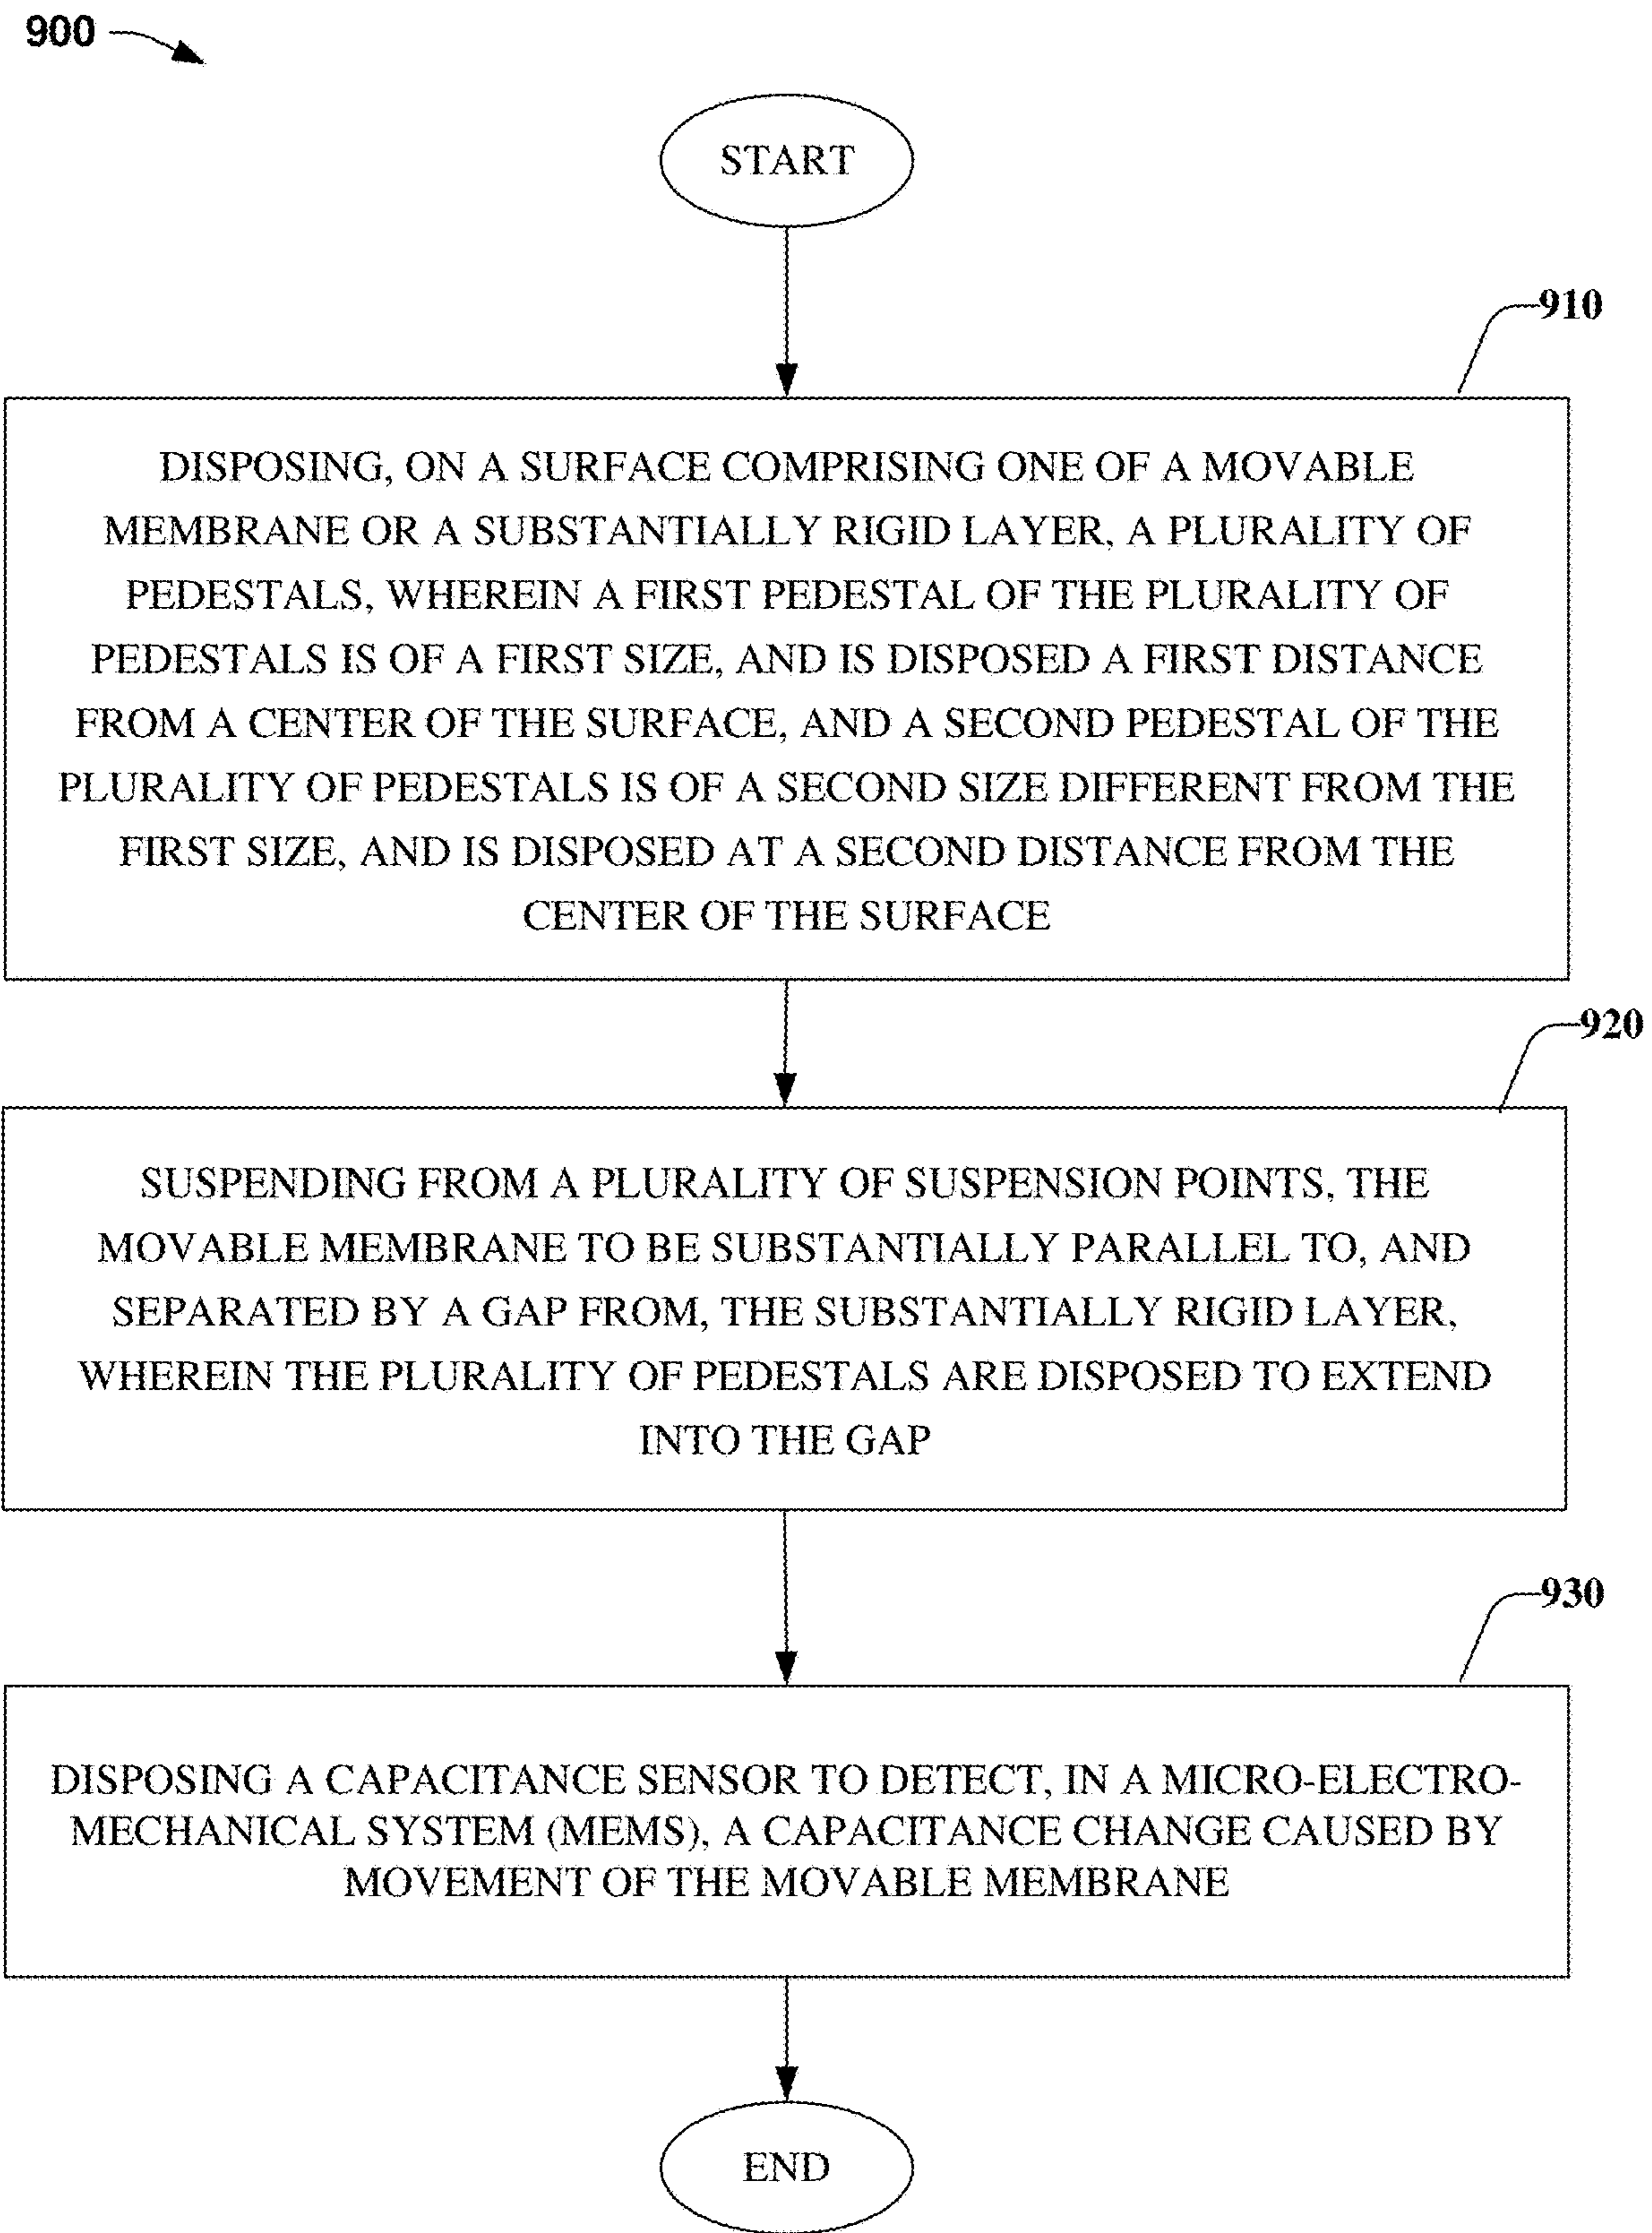 900
START
910
DISPOSING, ON A SURFACE COMPRISING ONE OF A MOVABLE
MEMBRANE OR A SUBSTANTIALLY RIGID LAYER, A PLURALITY OF
PEDESTALS, WHEREIN A FIRST PEDESTAL OF THE PLURALITY OF
PEDESTALS IS OF A FIRST SIZE, AND IS DISPOSED A FIRST DISTANCE
FROM A CENTER OF THE SURFACE, AND A SECOND PEDESTAL OF THE
PLURALITY OF PEDESTALS IS OF A SECOND SIZE DIFFERENT FROM THE
FIRST SIZE, AND IS DISPOSED AT A SECOND DISTANCE FROM THE
CENTER OF THE SURFACE
920
SUSPENDING FROM A PLURALITY OF SUSPENSION POINTS, THE
MOVABLE MEMBRANE TO BE SUBSTANTIALLY PARALLEL TO, AND
SEPARATED BY A GAP FROM, THE SUBSTANTIALLY RIGID LAYER,
WHEREIN THE PLURALITY OF PEDESTALS ARE DISPOSED TO EXTEND
INTO THE GAP
930
DISPOSING A CAPACITANCE SENSOR TO DETECT, IN A MICRO-ELECTRO-
MECHANICAL SYSTEM (MEMS), A CAPACITANCE CHANGE CAUSED BY
MOVEMENT OF THE MOVABLE MEMBRANE
END